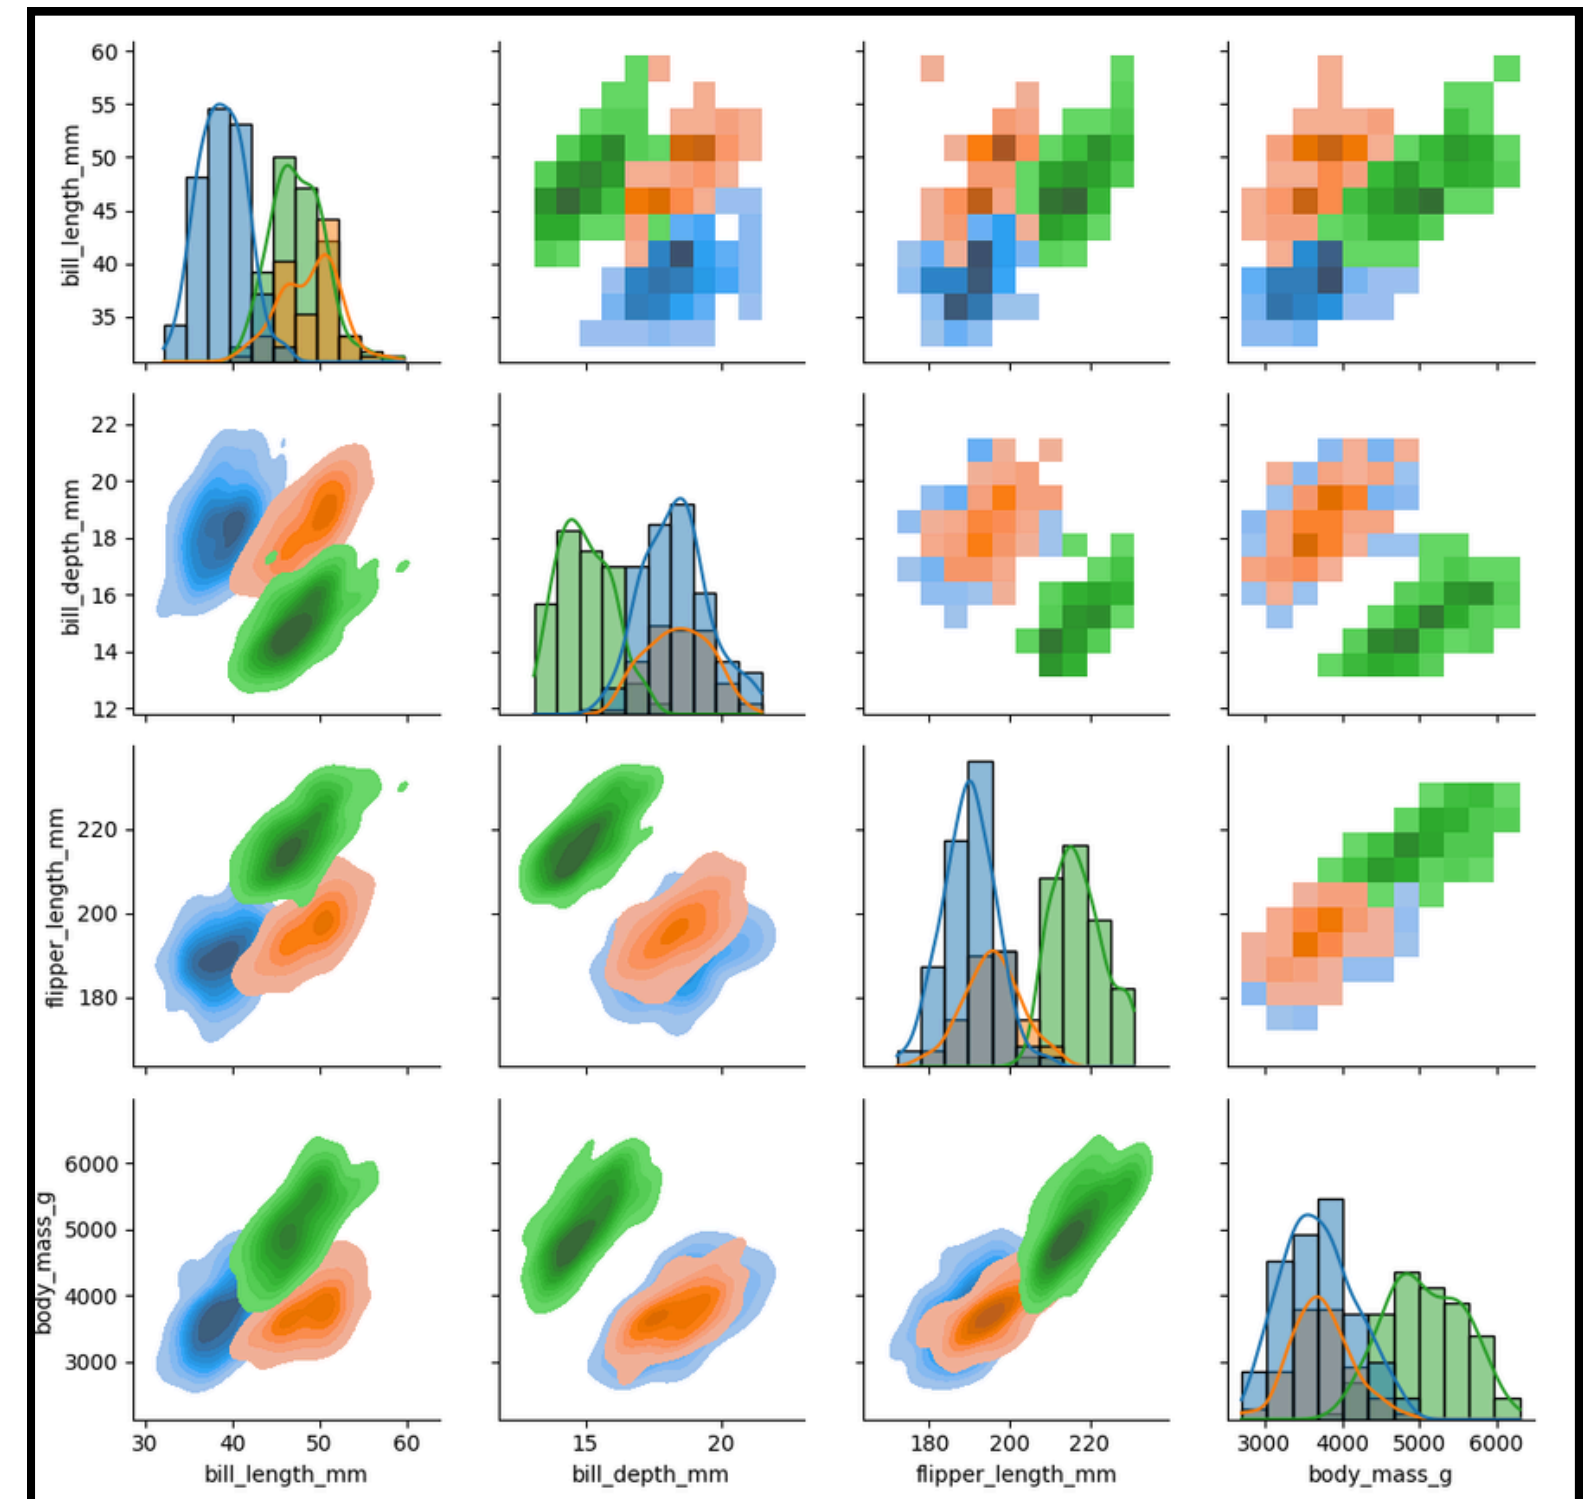 60
55
50
45
40
35
bill_length_mm
22
20
18
16
14
12
bill_depth_mm
220
200
180
flipper_length_mm
6000
5000
4000
3000
body_mass_g
30 40 50 60
15 20
180 200 220
3000 4000 5000 6000
bill_length_mm
bill_depth_mm
flipper_length_mm
body_mass_g